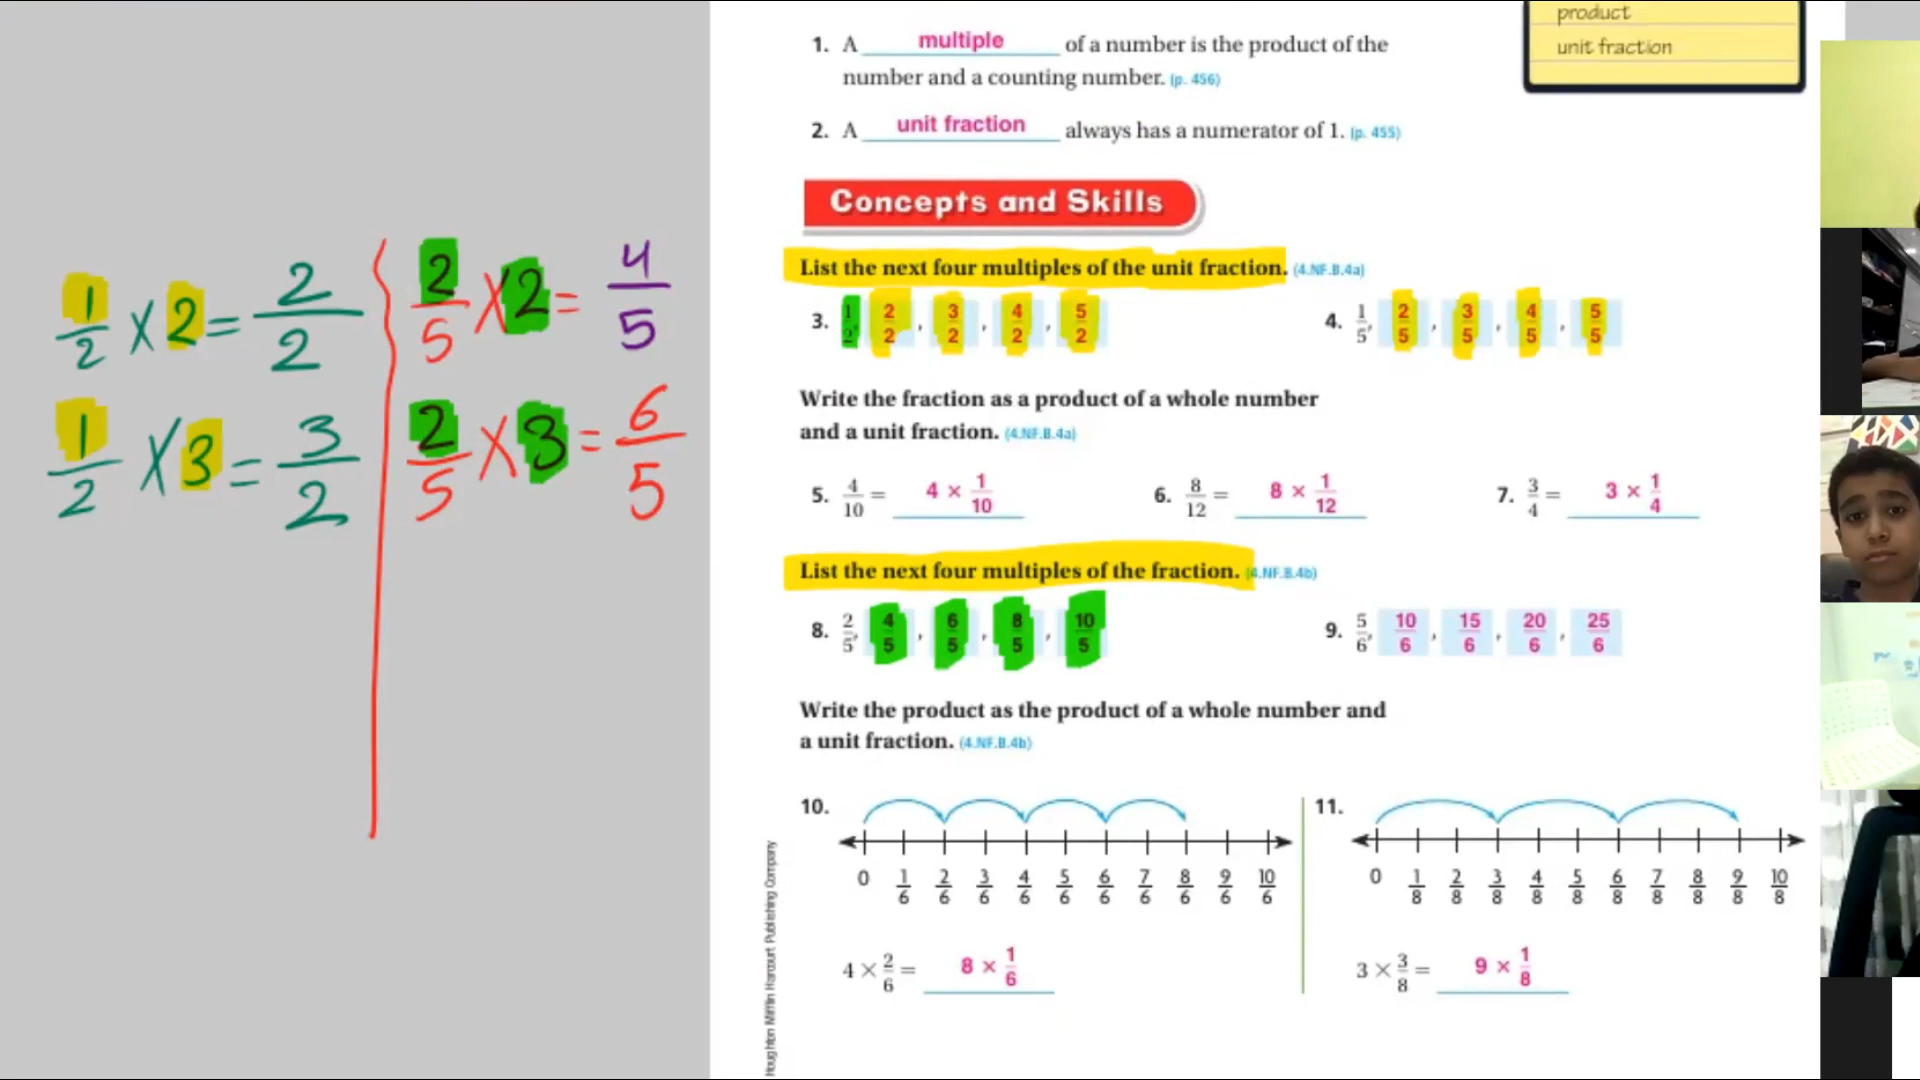 product
unit fraction
1. A multiple of a number is the product of the
number and a counting number. (p. 456)
2. A unit fraction always has a numerator of 1. (p. 455)
Concepts and Skills
List the next four multiples of the unit fraction. (4.NF.B.4a)
3. 1/2, 2/2, 3/2, 4/2, 5/2
4. 1/5, 2/5, 3/5, 4/5, 5/5
Write the fraction as a product of a whole number
and a unit fraction. (4.NF.B.4a)
5. 4/10 = 4 × 1/10
6. 8/12 = 8 × 1/12
7. 3/4 = 3 × 1/4
List the next four multiples of the fraction. (4.NF.B.4b)
8. 2/5, 4/5, 6/5, 8/5, 10/5
9. 5/6, 10/6, 15/6, 20/6, 25/6
Write the product as the product of a whole number and
a unit fraction. (4.NF.B.4b)
10.
0 1/6 2/6 3/6 4/6 5/6 6/6 7/6 8/6 9/6 10/6
4 × 2/6 = 8 × 1/6
11.
0 1/8 2/8 3/8 4/8 5/8 6/8 7/8 8/8 9/8 10/8
3 × 3/8 = 9 × 1/8
Houghton Mifflin Harcourt Publishing Company
1/2 × 2 = 2/2
1/2 × 3 = 3/2
2/5 × 2 = 4/5
2/5 × 3 = 6/5